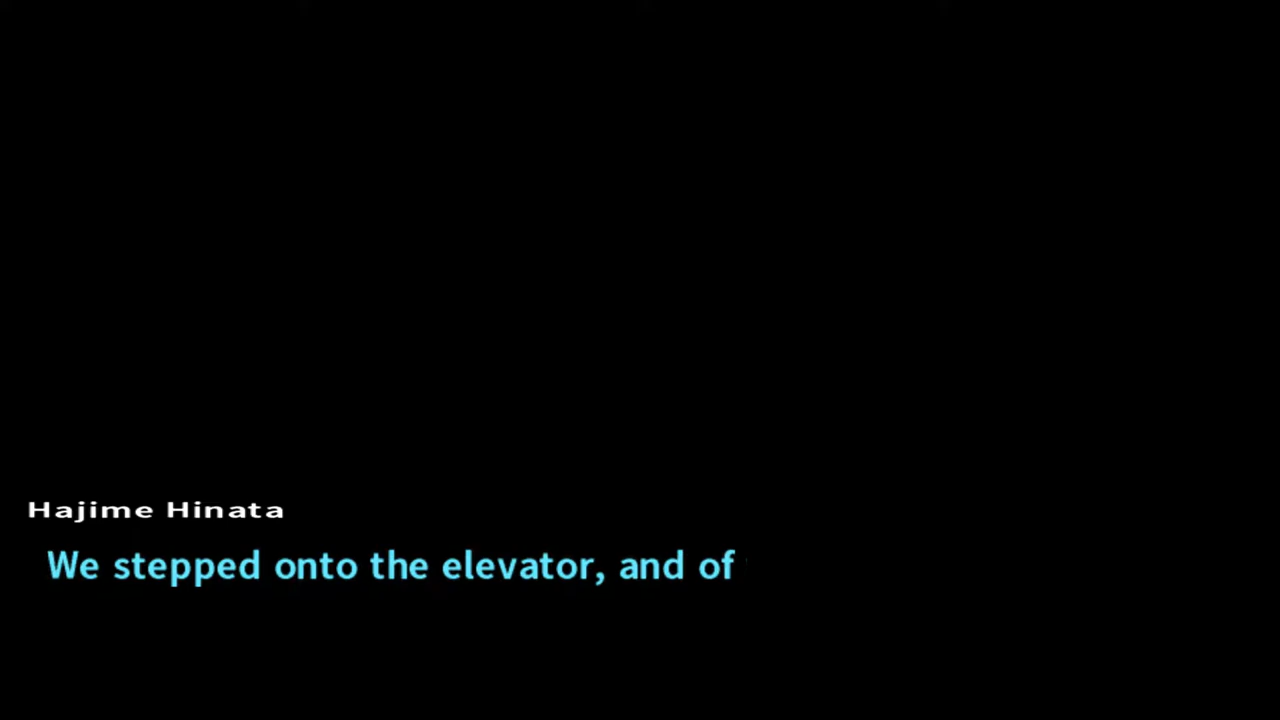 Hajime Hinata
We stepped onto the elevator, and of